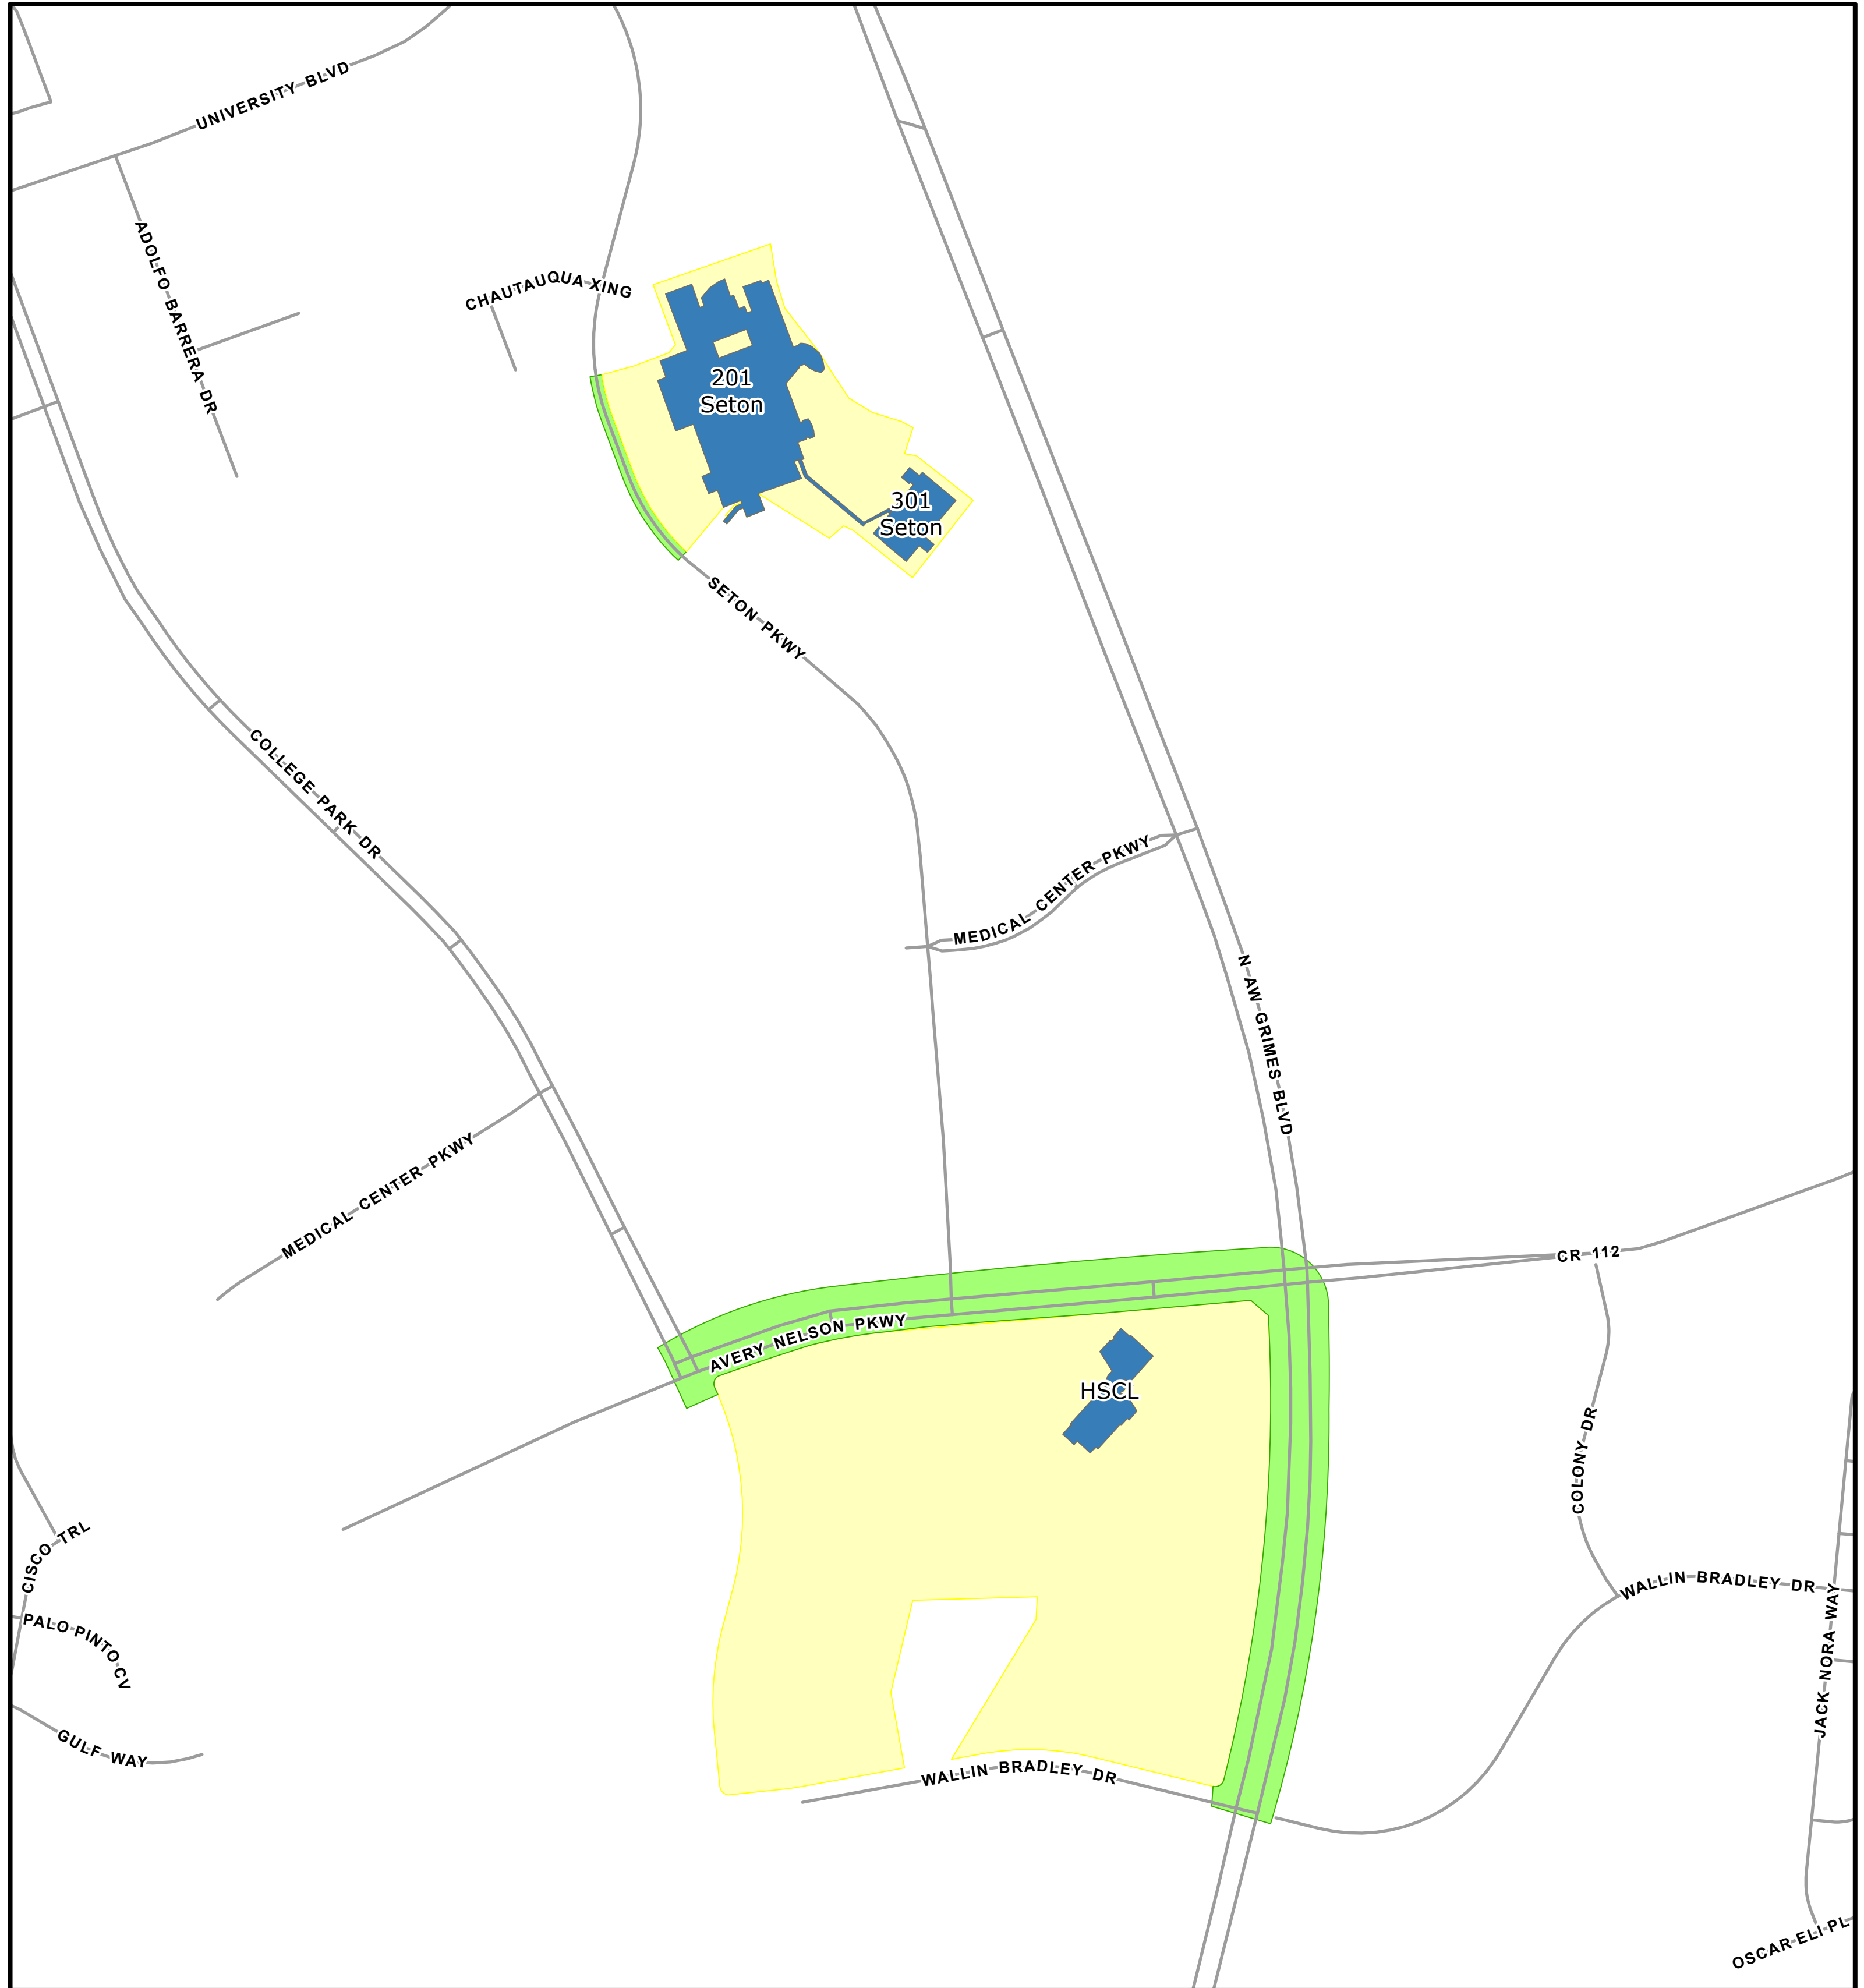 UNIVERSITY BLVD
ADOLFO BARRERA DR
CHAUTAUQUA XING
201
Seton
301
Seton
SETON PKWY
COLLEGE PARK DR
MEDICAL CENTER PKWY
N AW GRIMES BLVD
MEDICAL CENTER PKWY
CR 112
AVERY NELSON PKWY
HSCL
COLONY DR
CISCO TRL
WALLIN BRADLEY DR
PALO PINTO CV
JACK NORA WAY
GULF WAY
WALLIN BRADLEY DR
OSCAR ELI PL